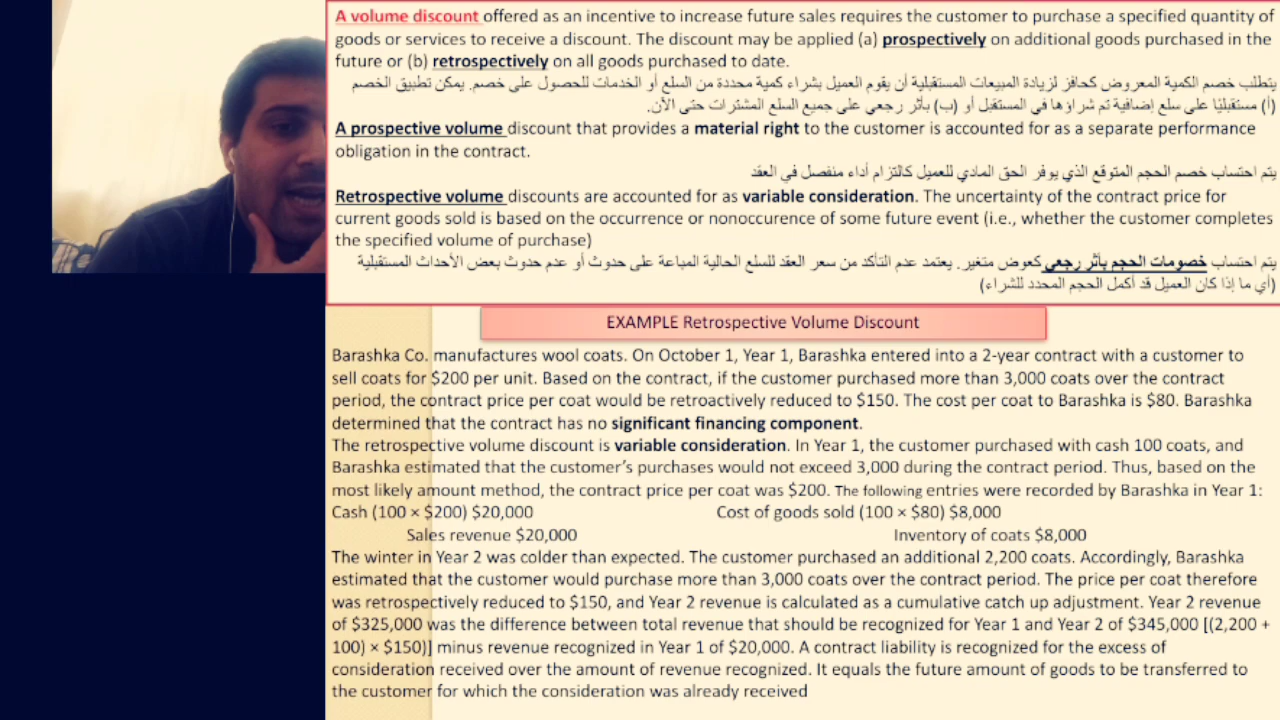 A volume discount offered as an incentive to increase future sales requires the customer to purchase a specified quantity of
goods or services to receive a discount. The discount may be applied (a) prospectively on additional goods purchased in the
future or (b) retrospectively on all goods purchased to date.
يتطلب خصم الكمية المعروض كحافز لزيادة المبيعات المستقبلية أن يقوم العميل بشراء كمية محددة من السلع أو الخدمات للحصول على خصم. يمكن تطبيق الخصم
(أ) مستقبليًا على سلع إضافية تم شراؤها في المستقبل أو (ب) بأثر رجعي على جميع السلع المشترات حتى الآن.
A prospective volume discount that provides a material right to the customer is accounted for as a separate performance
obligation in the contract.
يتم احتساب خصم الحجم المتوقع الذي يوفر الحق المادي للعميل كالتزام أداء منفصل في العقد
Retrospective volume discounts are accounted for as variable consideration. The uncertainty of the contract price for
current goods sold is based on the occurrence or nonoccurence of some future event (i.e., whether the customer completes
the specified volume of purchase)
يتم احتساب خصومات الحجم بأثر رجعي كعوض متغير. يعتمد عدم التأكد من سعر العقد للسلع الحالية المباعة على حدوث أو عدم حدوث بعض الأحداث المستقبلية
(أي ما إذا كان العميل قد أكمل الحجم المحدد للشراء)
EXAMPLE Retrospective Volume Discount
Barashka Co. manufactures wool coats. On October 1, Year 1, Barashka entered into a 2-year contract with a customer to
sell coats for $200 per unit. Based on the contract, if the customer purchased more than 3,000 coats over the contract
period, the contract price per coat would be retroactively reduced to $150. The cost per coat to Barashka is $80. Barashka
determined that the contract has no significant financing component.
The retrospective volume discount is variable consideration. In Year 1, the customer purchased with cash 100 coats, and
Barashka estimated that the customer's purchases would not exceed 3,000 during the contract period. Thus, based on the
most likely amount method, the contract price per coat was $200. The following entries were recorded by Barashka in Year 1:
Cash (100 × $200) $20,000 Cost of goods sold (100 × $80) $8,000
Sales revenue $20,000 Inventory of coats $8,000
The winter in Year 2 was colder than expected. The customer purchased an additional 2,200 coats. Accordingly, Barashka
estimated that the customer would purchase more than 3,000 coats over the contract period. The price per coat therefore
was retrospectively reduced to $150, and Year 2 revenue is calculated as a cumulative catch up adjustment. Year 2 revenue
of $325,000 was the difference between total revenue that should be recognized for Year 1 and Year 2 of $345,000 [(2,200 +
100) × $150)] minus revenue recognized in Year 1 of $20,000. A contract liability is recognized for the excess of
consideration received over the amount of revenue recognized. It equals the future amount of goods to be transferred to
the customer for which the consideration was already received